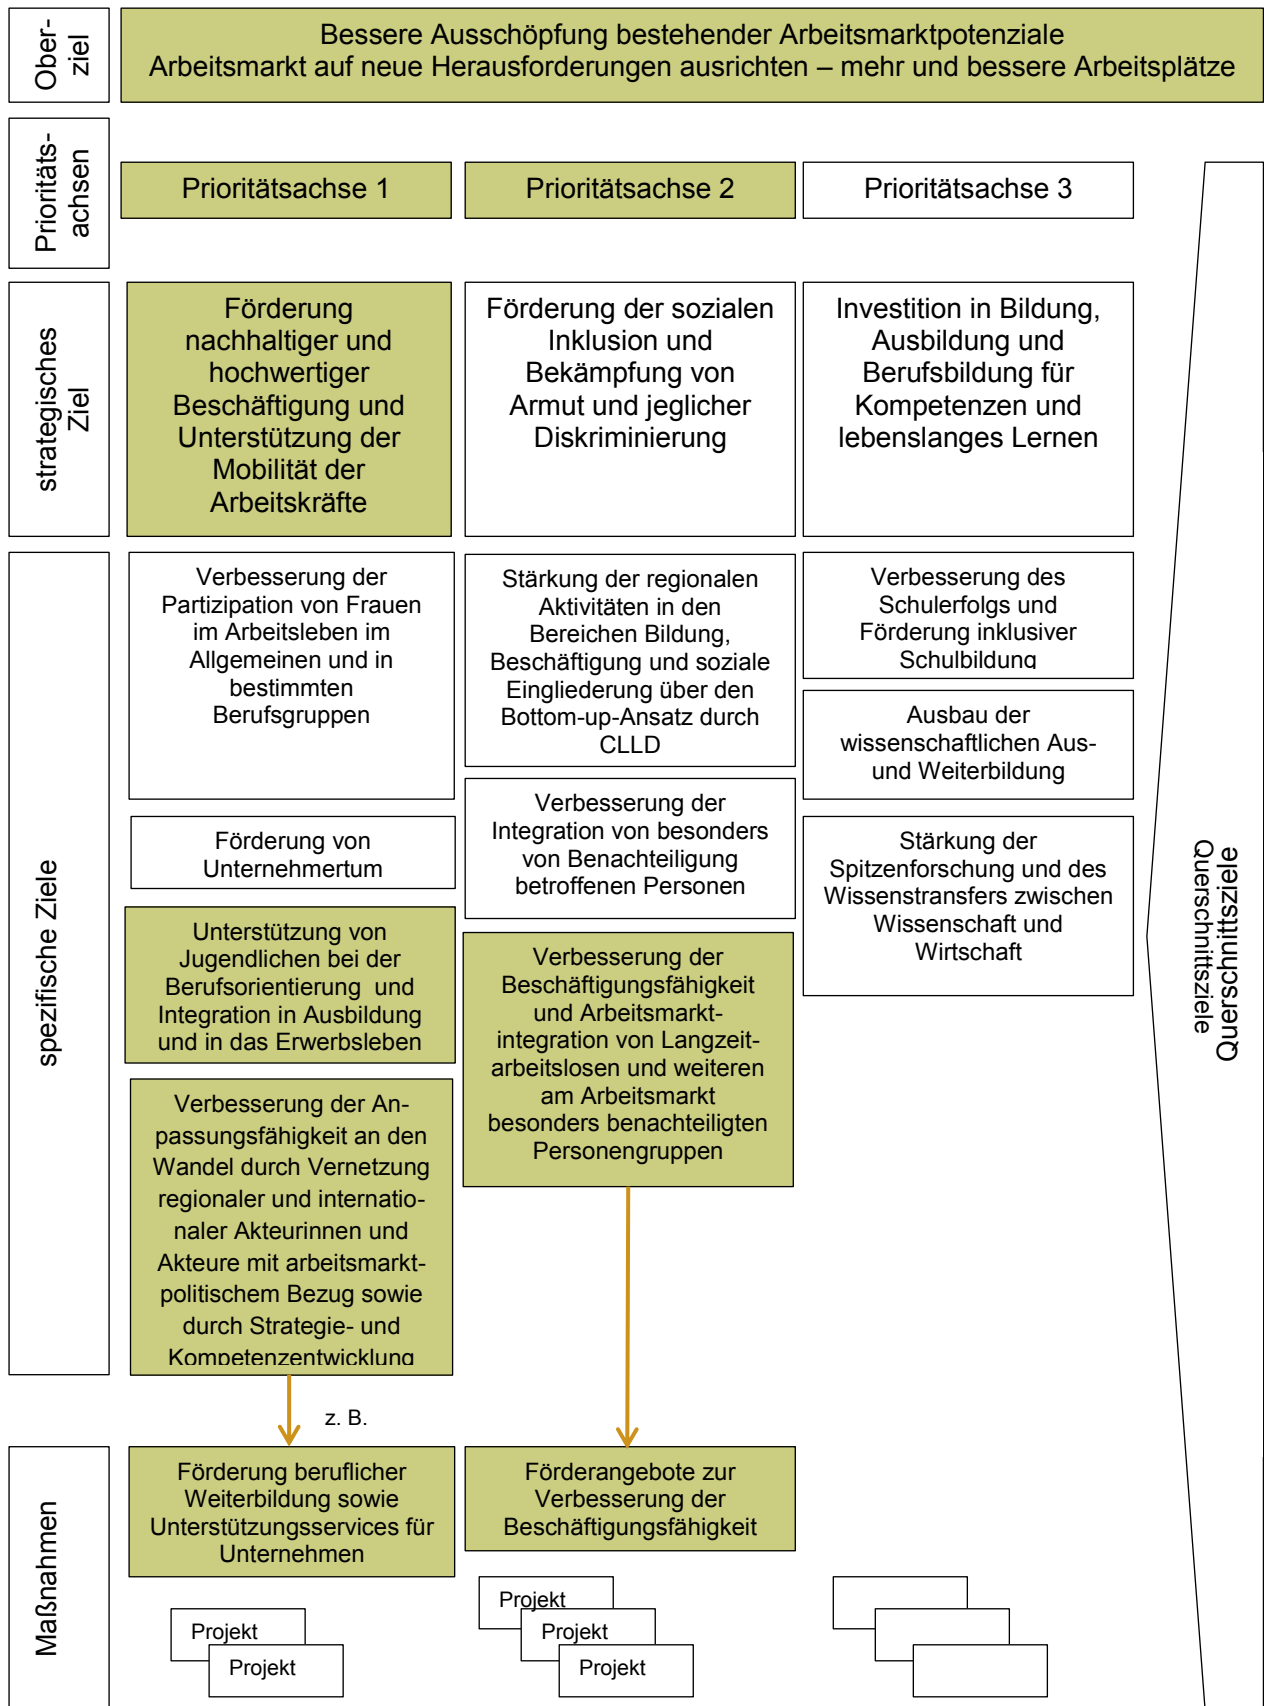 Ober-
ziel
Bessere Ausschöpfung bestehender Arbeitsmarktpotenziale
Arbeitsmarkt auf neue Herausforderungen ausrichten – mehr und bessere Arbeitsplätze
Prioritäts-
achsen
Prioritätsachse 1
Prioritätsachse 2
Prioritätsachse 3
strategisches
Ziel
Förderung
nachhaltiger und
hochwertiger
Beschäftigung und
Unterstützung der
Mobilität der
Arbeitskräfte
Förderung der sozialen
Inklusion und
Bekämpfung von
Armut und jeglicher
Diskriminierung
Investition in Bildung,
Ausbildung und
Berufsbildung für
Kompetenzen und
lebenslanges Lernen
spezifische Ziele
Verbesserung der
Partizipation von Frauen
im Arbeitsleben im
Allgemeinen und in
bestimmten
Berufsgruppen
Förderung von
Unternehmertum
Unterstützung von
Jugendlichen bei der
Berufsorientierung und
Integration in Ausbildung
und in das Erwerbsleben
Verbesserung der An-
passungsfähigkeit an den
Wandel durch Vernetzung
regionaler und internatio-
naler Akteurinnen und
Akteure mit arbeitsmarkt-
politischem Bezug sowie
durch Strategie- und
Kompetenzentwicklung
Stärkung der regionalen
Aktivitäten in den
Bereichen Bildung,
Beschäftigung und soziale
Eingliederung über den
Bottom-up-Ansatz durch
CLLD
Verbesserung der
Integration von besonders
von Benachteiligung
betroffenen Personen
Verbesserung der
Beschäftigungsfähigkeit
und Arbeitsmarkt-
integration von Langzeit-
arbeitslosen und weiteren
am Arbeitsmarkt
besonders benachteiligten
Personengruppen
Verbesserung des
Schulerfolgs und
Förderung inklusiver
Schulbildung
Ausbau der
wissenschaftlichen Aus-
und Weiterbildung
Stärkung der
Spitzenforschung und des
Wissenstransfers zwischen
Wissenschaft und
Wirtschaft
Querschnittsziele
Querschnittsziele
z. B.
Maßnahmen
Förderung beruflicher
Weiterbildung sowie
Unterstützungsservices für
Unternehmen
Förderangebote zur
Verbesserung der
Beschäftigungsfähigkeit
Projekt
Projekt
Projekt
Projekt
Projekt